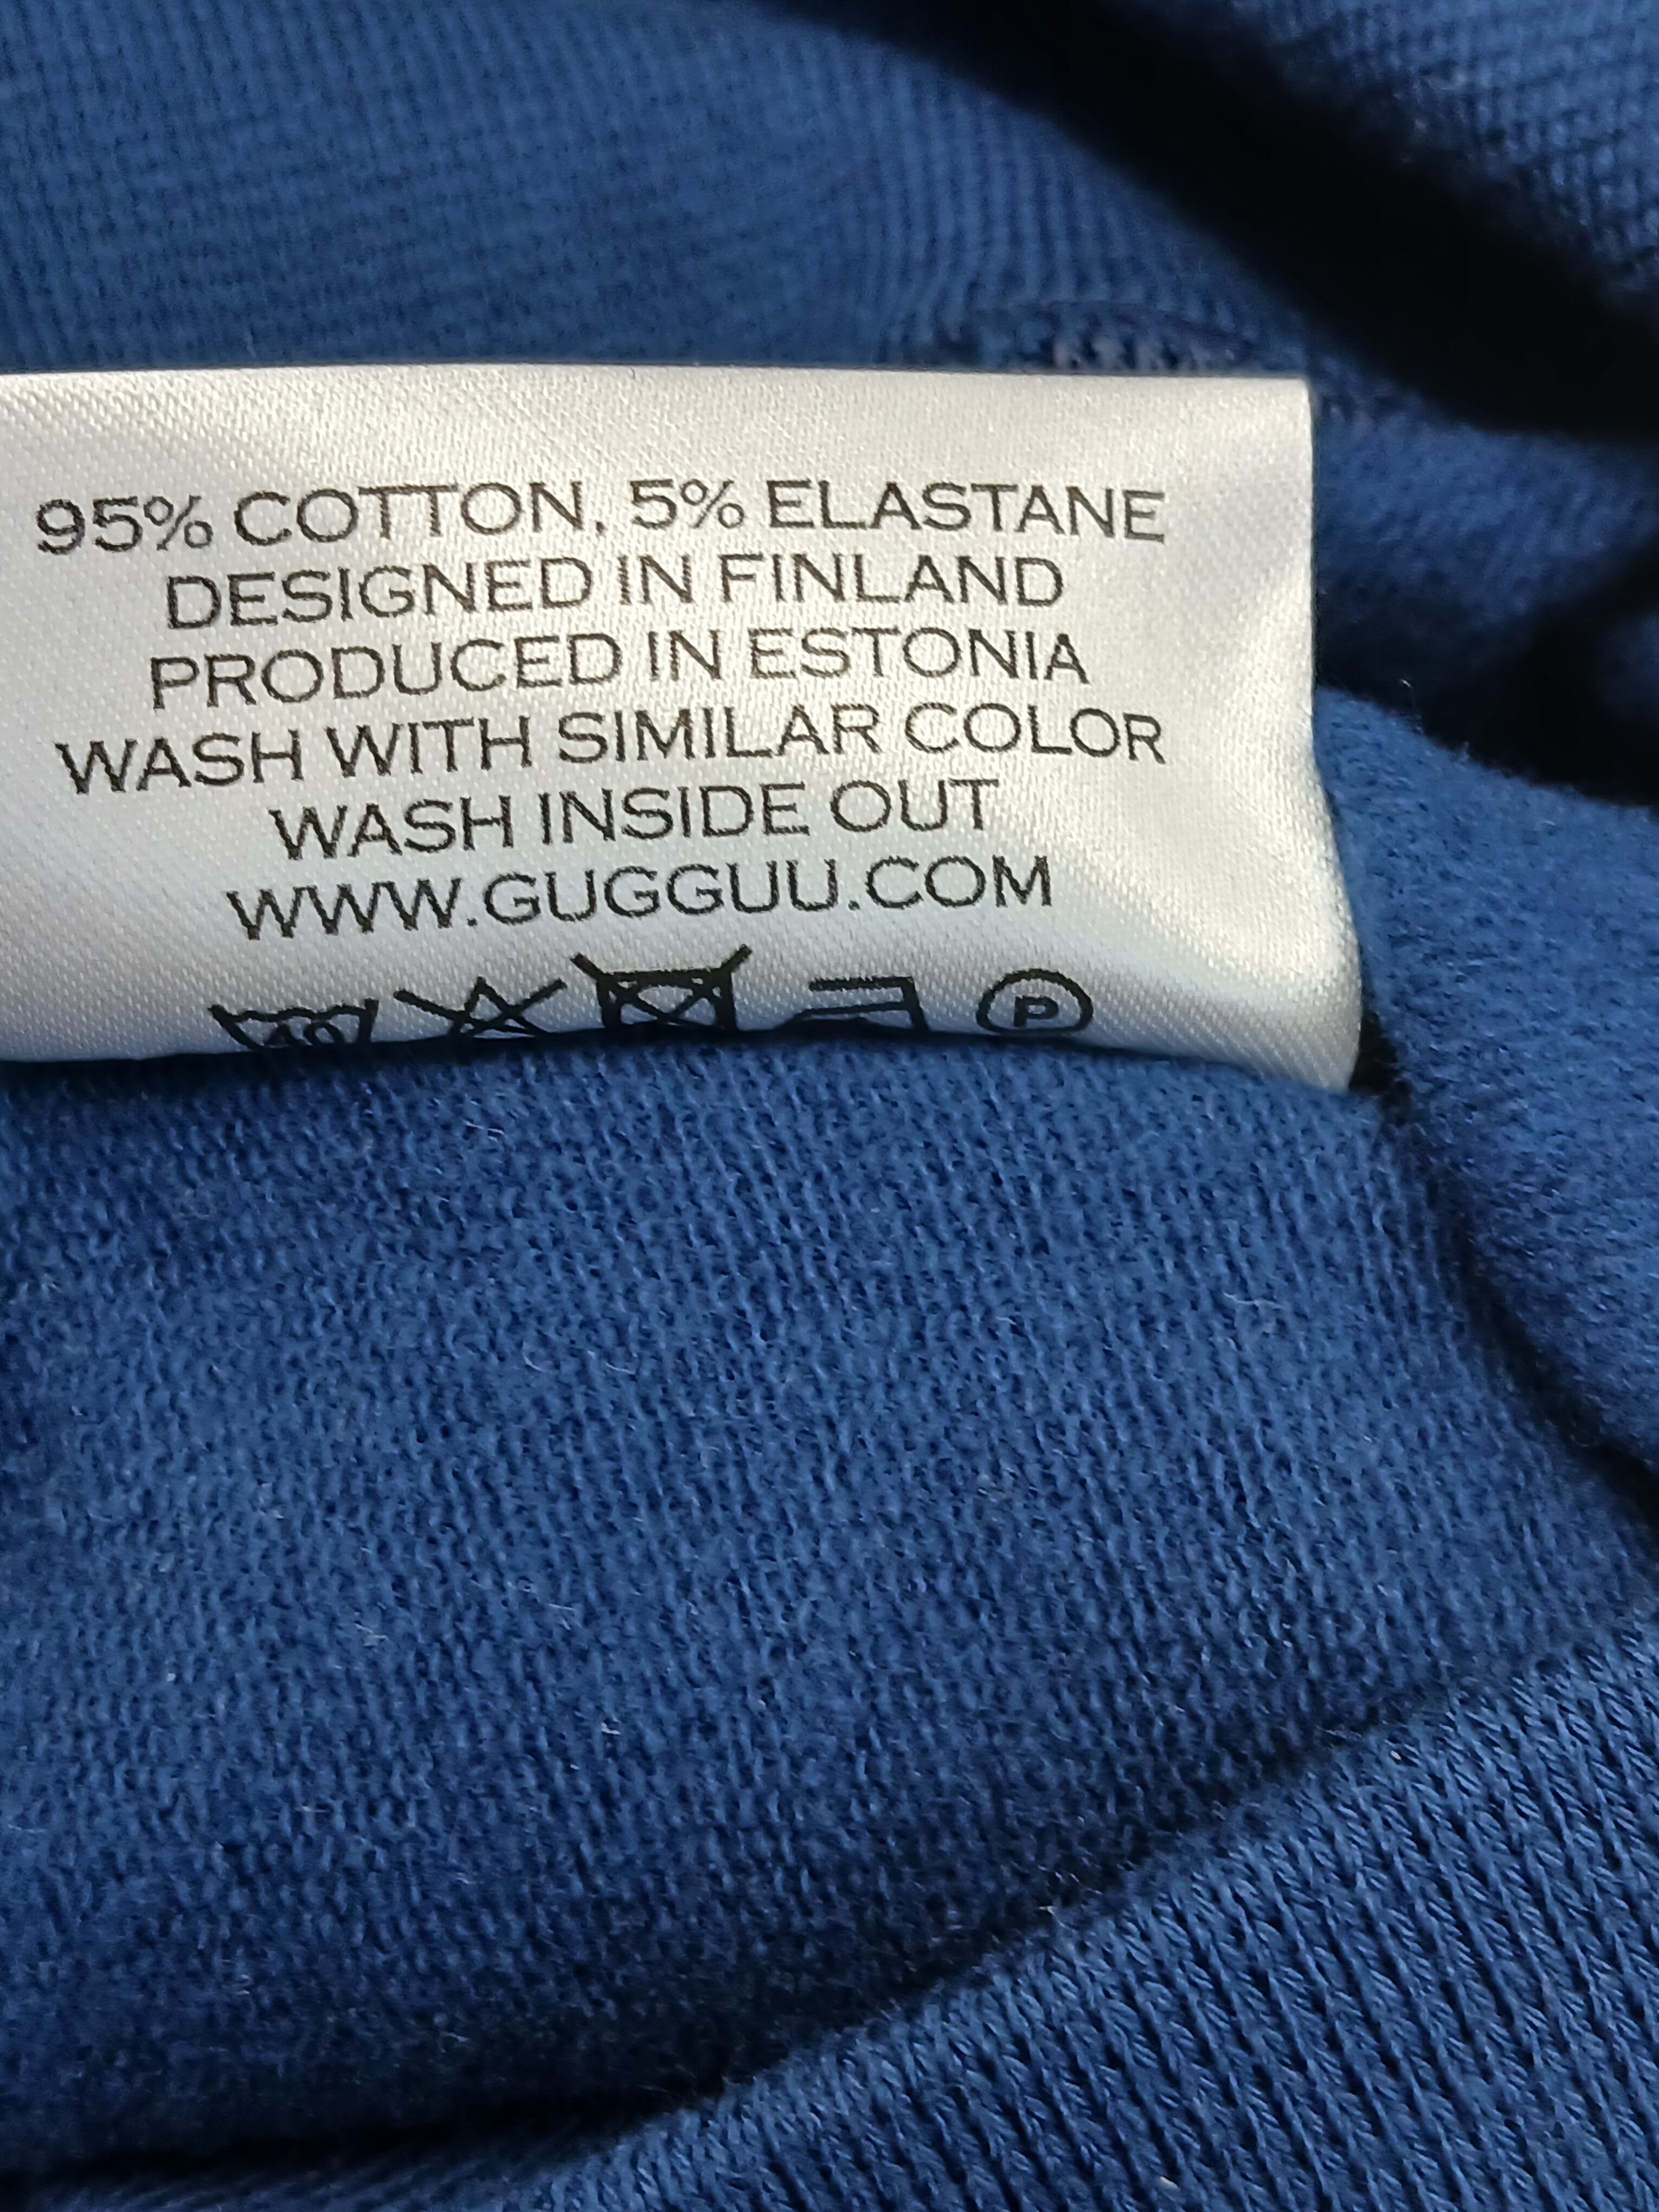 95% COTTON, 5% ELASTANE
DESIGNED IN FINLAND
PRODUCED IN ESTONIA
WASH WITH SIMILAR COLOR
WASH INSIDE OUT
WWW.GUGGUU.COM
40 P